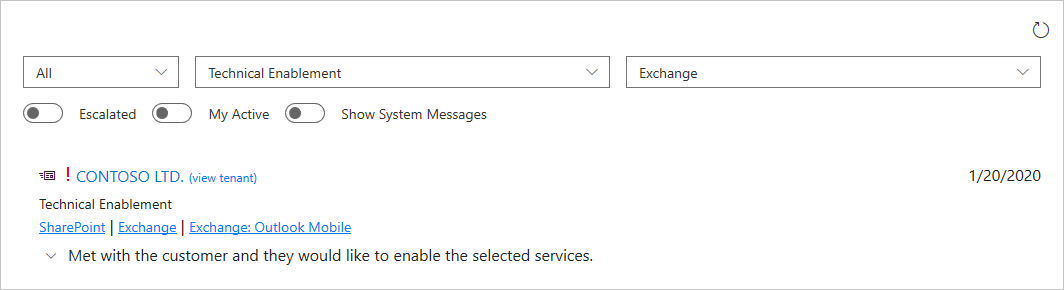 All Technical Enablement Exchange
Escalated My Active Show System Messages
! CONTOSO LTD. (view tenant) 1/20/2020
Technical Enablement
SharePoint | Exchange | Exchange: Outlook Mobile
Met with the customer and they would like to enable the selected services.